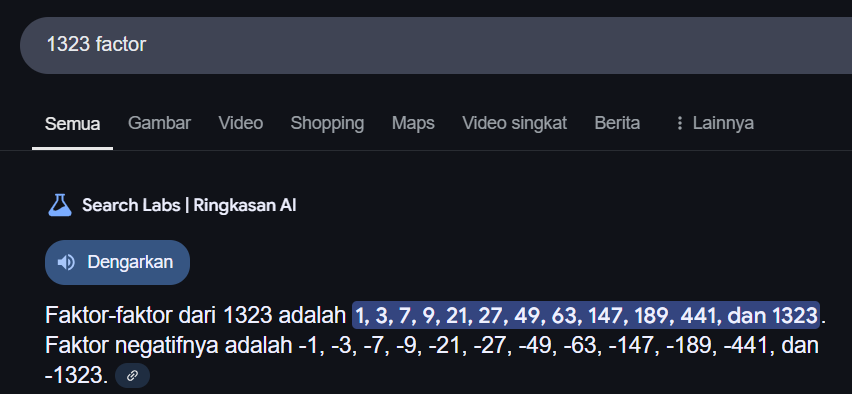 1323 factor
Semua Gambar Video Shopping Maps Video singkat Berita Lainnya
Search Labs | Ringkasan AI
Dengarkan
Faktor-faktor dari 1323 adalah 1, 3, 7, 9, 21, 27, 49, 63, 147, 189, 441, dan 1323.
Faktor negatifnya adalah -1, -3, -7, -9, -21, -27, -49, -63, -147, -189, -441, dan
-1323.